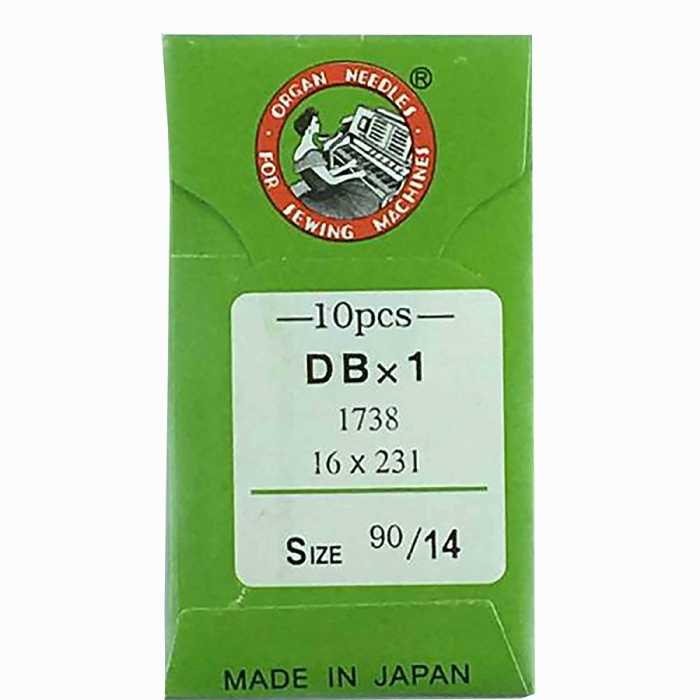 ORGAN NEEDLES ®
· FOR SEWING MACHINES ·
—10pcs—
DB×1
1738
16 x 231
SIZE 90/14
MADE IN JAPAN